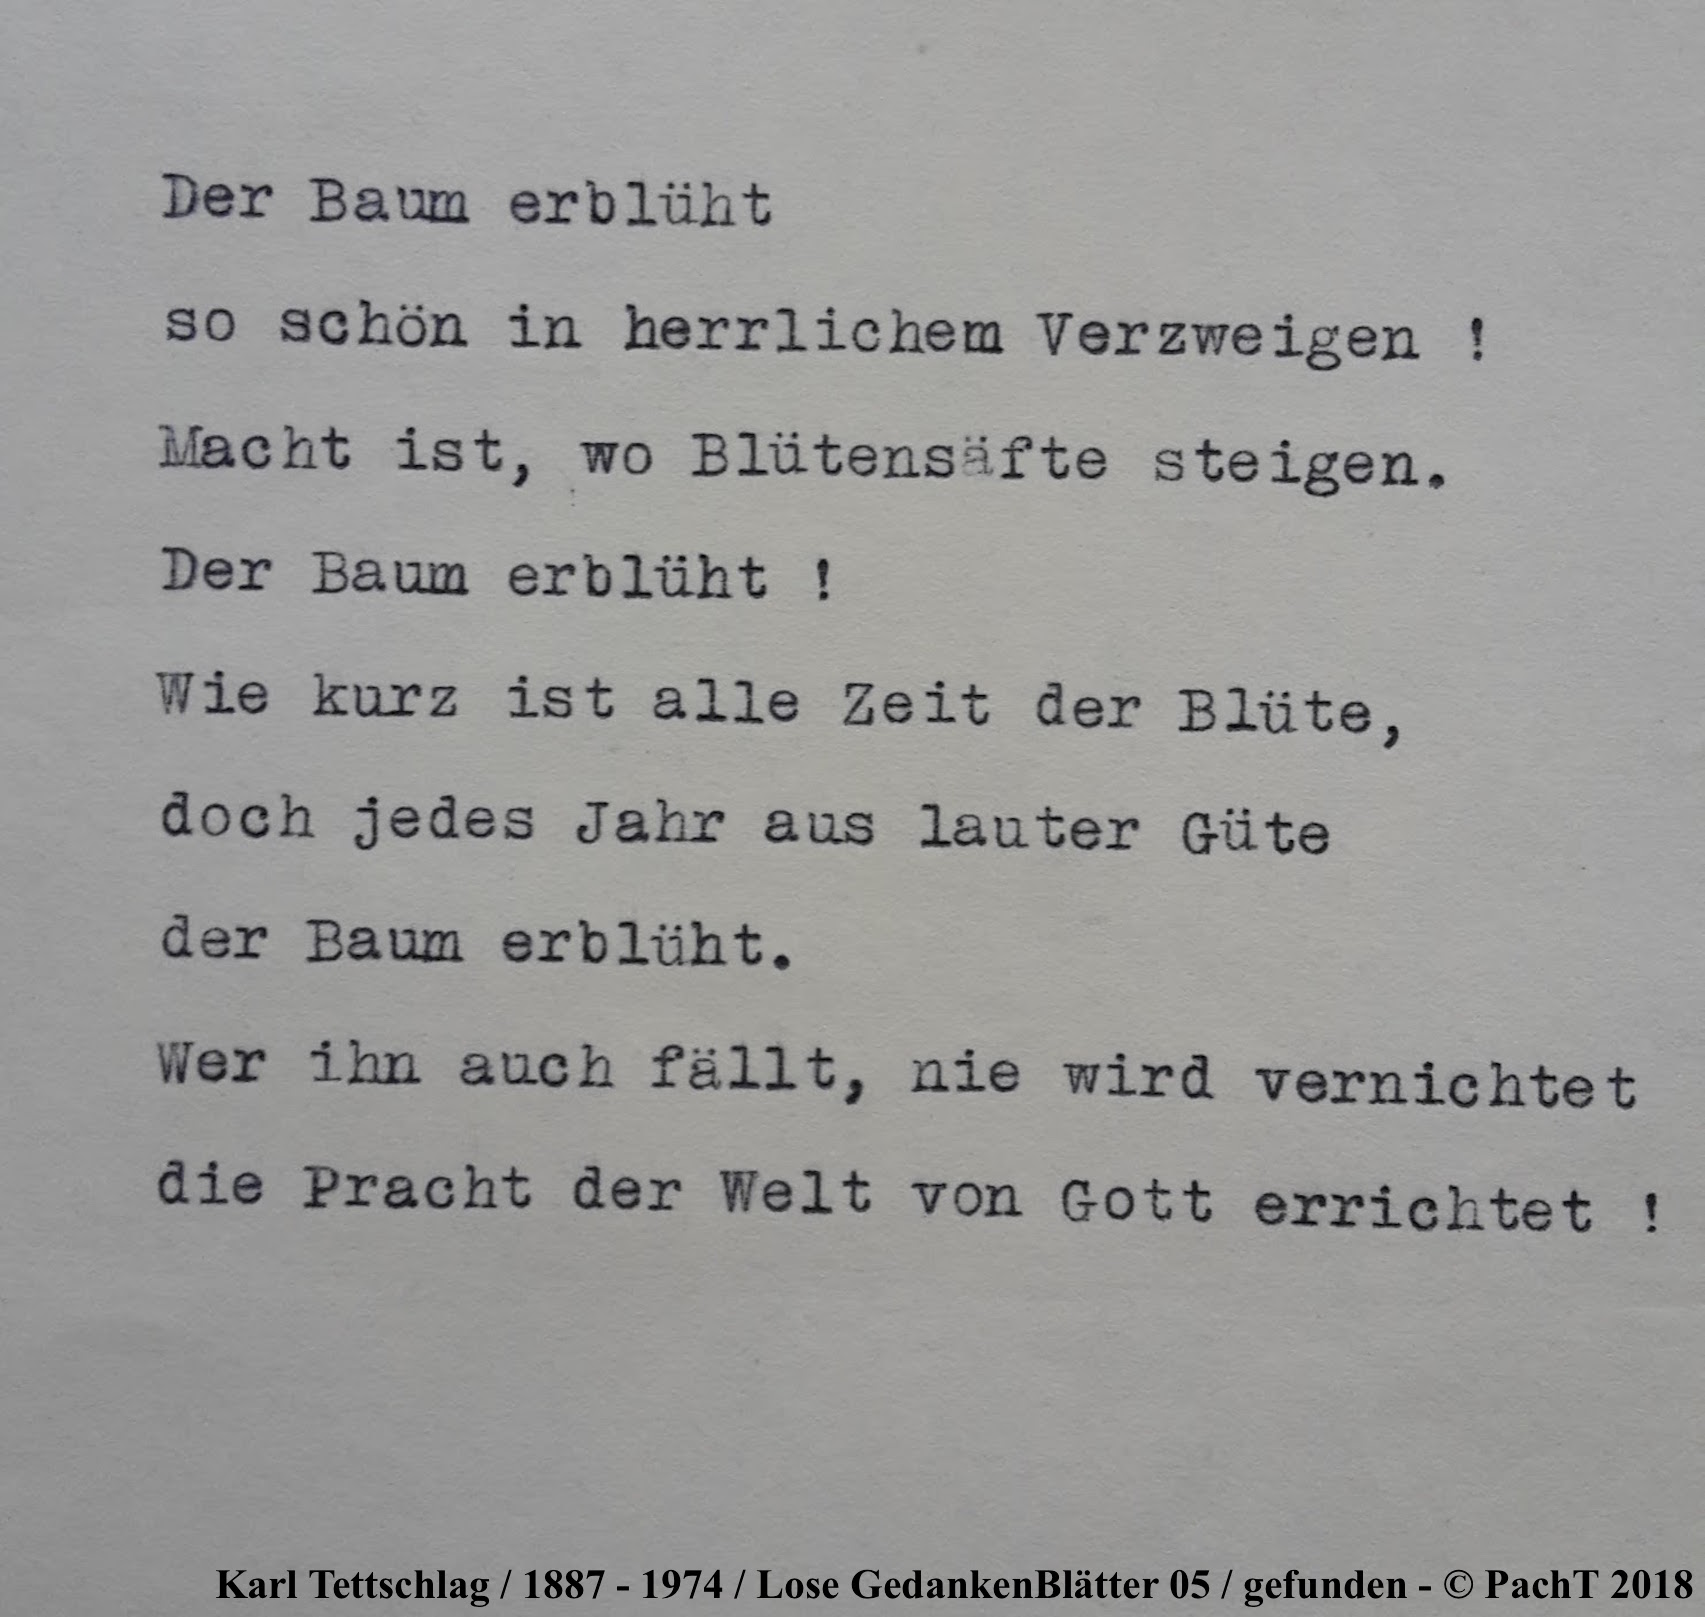 Der Baum erblüht
so schön in herrlichem Verzweigen !
Macht ist, wo Blütensäfte steigen.
Der Baum erblüht !
Wie kurz ist alle Zeit der Blüte,
doch jedes Jahr aus lauter Güte
der Baum erblüht.
Wer ihn auch fällt, nie wird vernichtet
die Pracht der Welt von Gott errichtet !
Karl Tettschlag / 1887 - 1974 / Lose GedankenBlätter 05 / gefunden - © PachT 2018